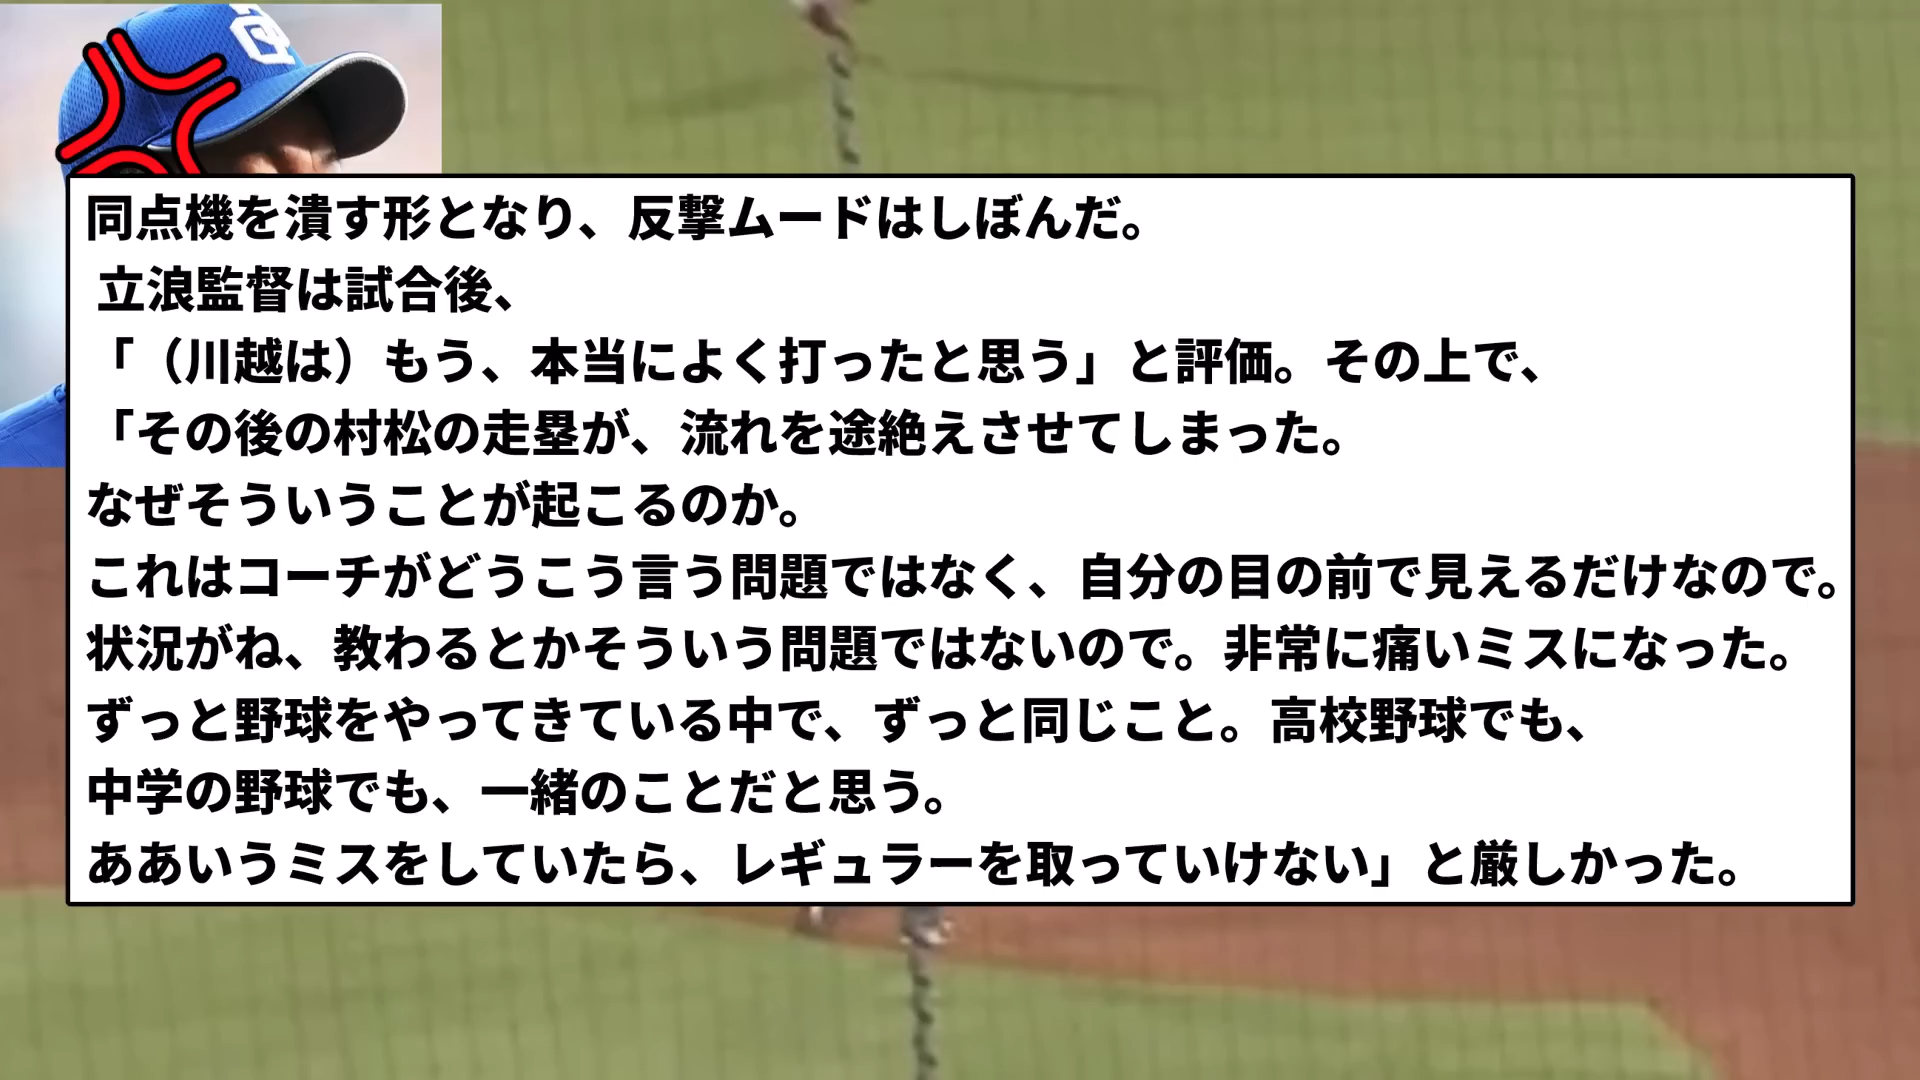 同点機を潰す形となり、反撃ムードはしぼんだ。
立浪監督は試合後、
「（川越は）もう、本当によく打ったと思う」と評価。その上で、
「その後の村松の走塁が、流れを途絶えさせてしまった。
なぜそういうことが起こるのか。
これはコーチがどうこう言う問題ではなく、自分の目の前で見えるだけなので。
状況がね、教わるとかそういう問題ではないので。非常に痛いミスになった。
ずっと野球をやってきている中で、ずっと同じこと。高校野球でも、
中学の野球でも、一緒のことだと思う。
ああいうミスをしていたら、レギュラーを取っていけない」と厳しかった。